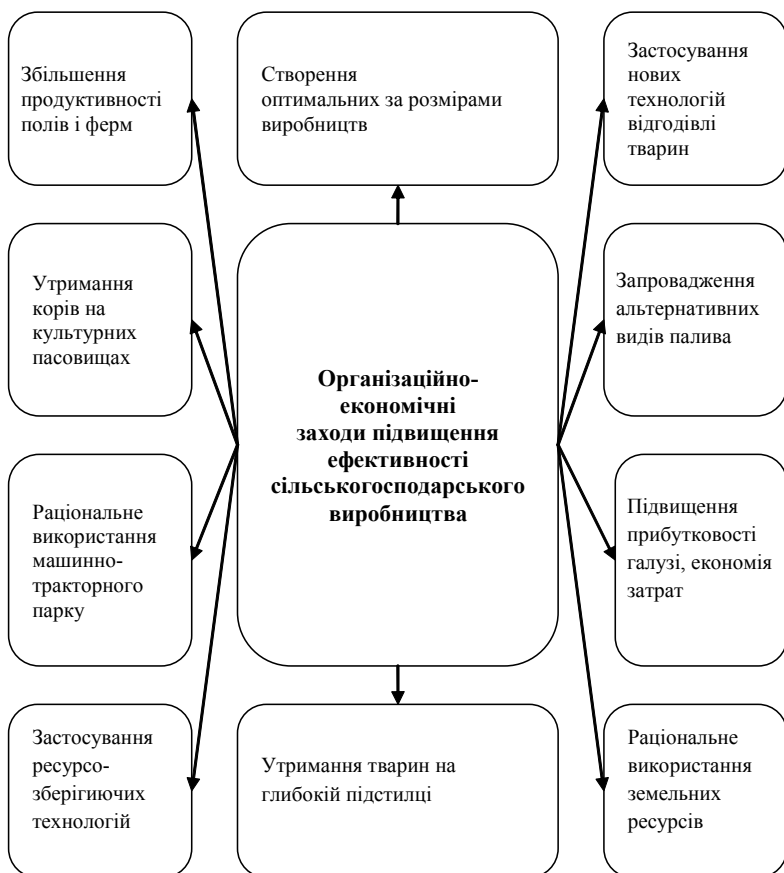 Збільшення
продуктивності
полів і ферм
Створення
оптимальних за розмірами
виробництв
Застосування
нових
технологій
відгодівлі
тварин
Утримання
корів на
культурних
пасовищах
Організаційно-
економічні
заходи підвищення
ефективності
сільськогосподарського
виробництва
Запровадження
альтернативних
видів палива
Раціональне
використання
машинно-
тракторного
парку
Підвищення
прибутковості
галузі, економія
затрат
Застосування
ресурсо-
зберігиючих
технологій
Утримання тварин на
глибокій підстилці
Раціональне
використання
земельних
ресурсів